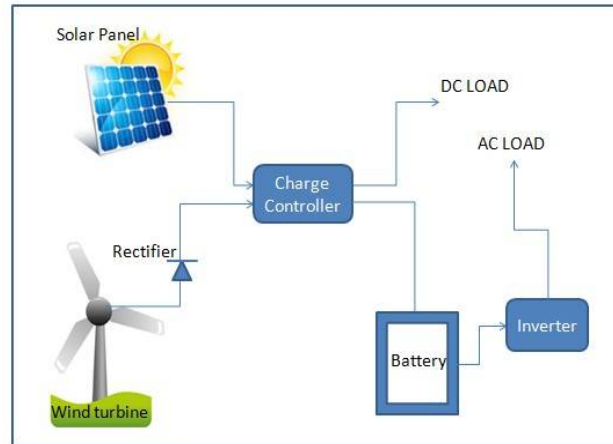 Solar Panel
DC LOAD
AC LOAD
Charge
Controller
Rectifier
Battery
Inverter
Wind turbine